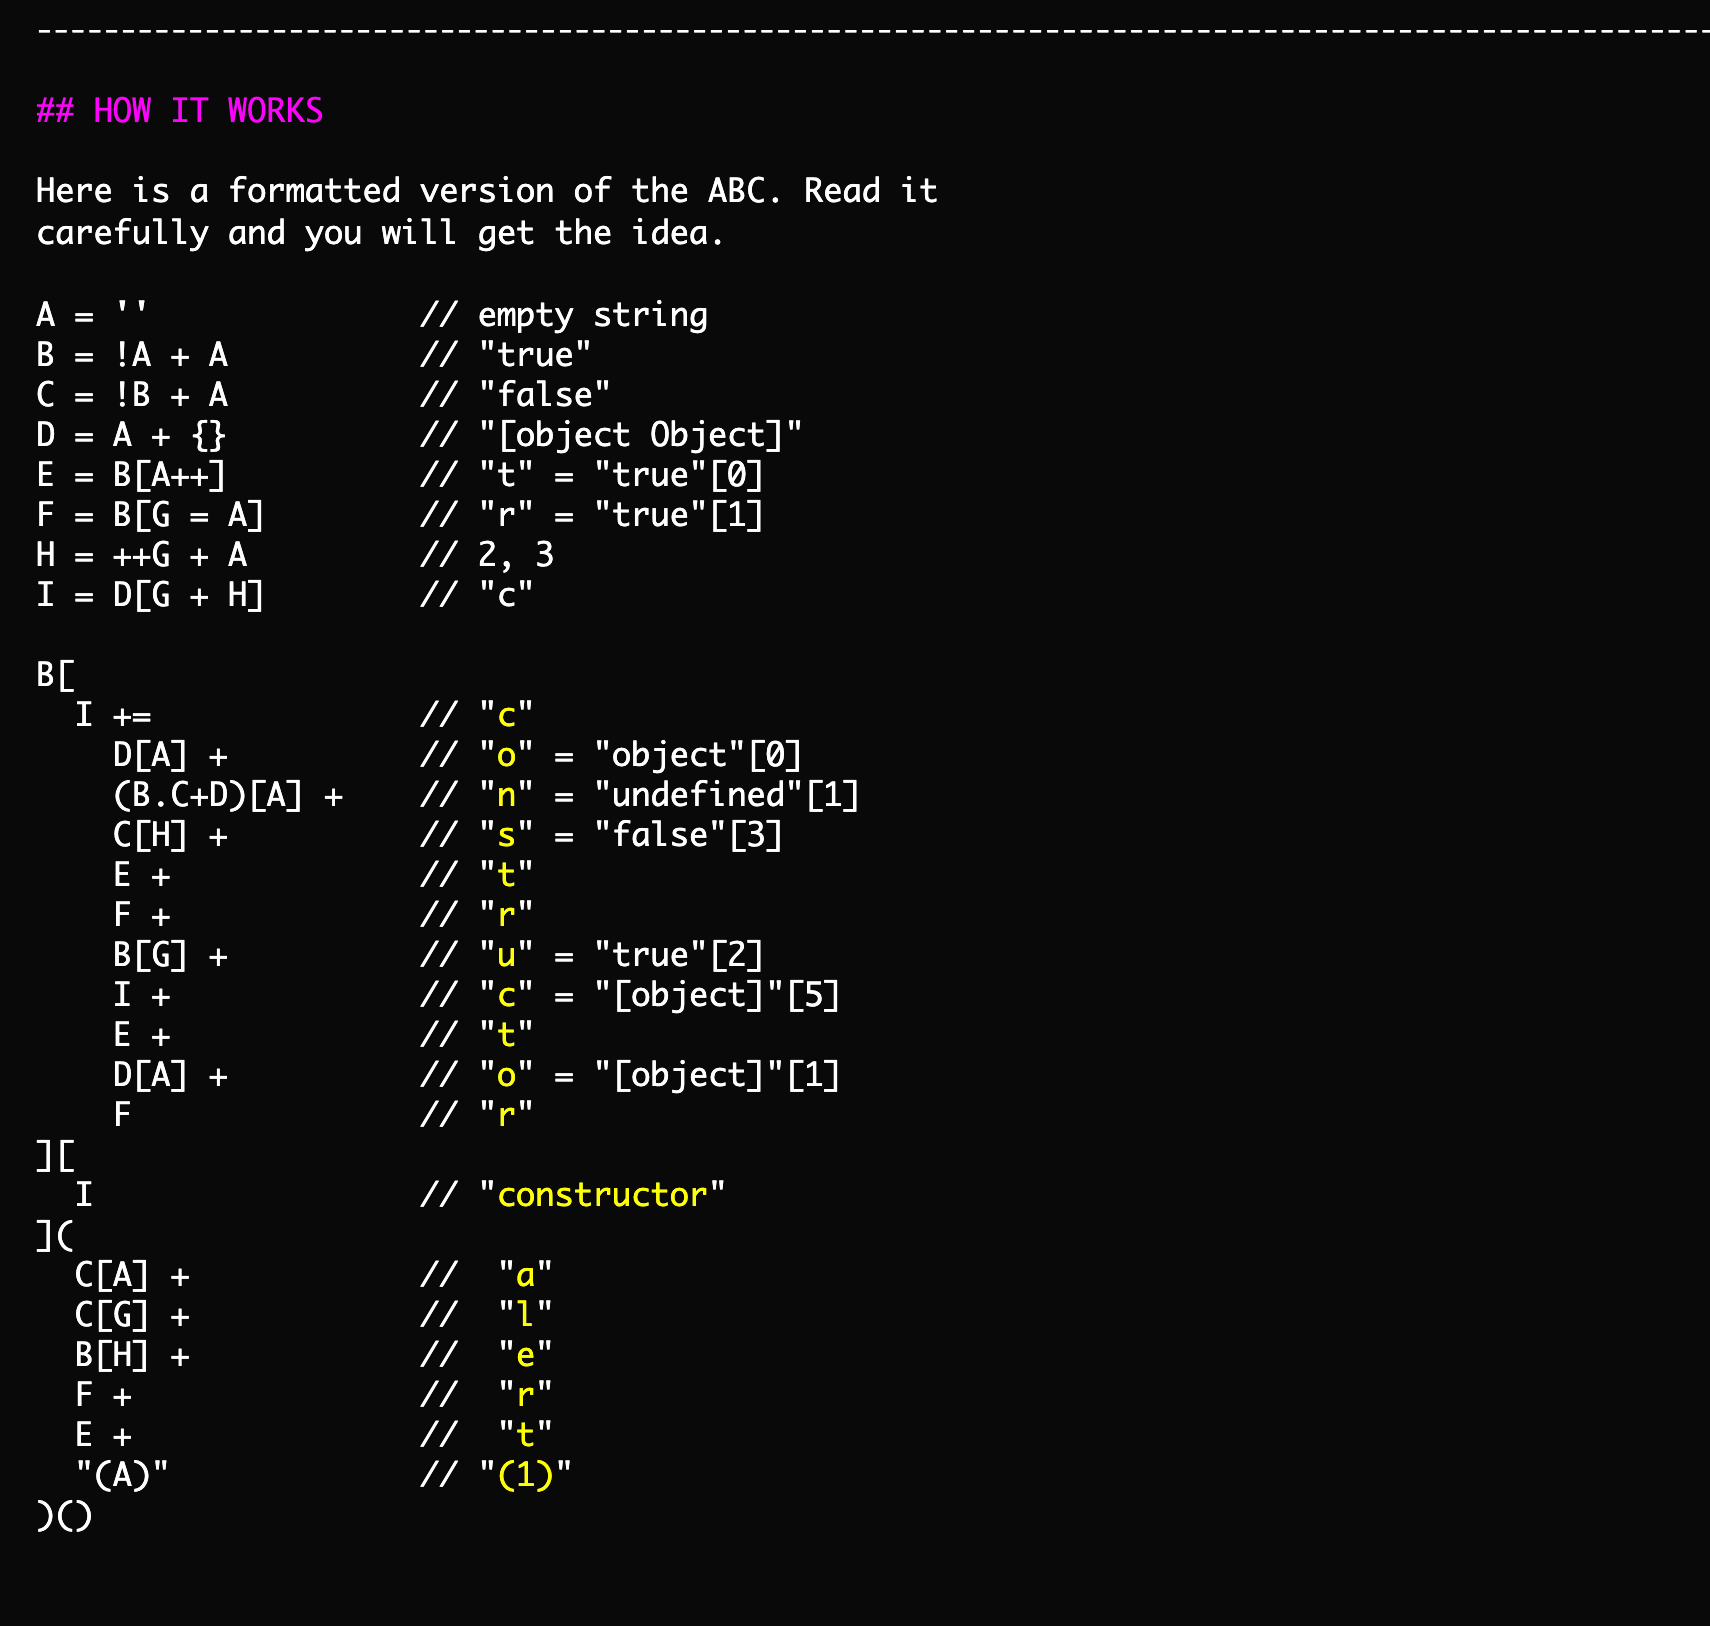 ----------------------------------------------------------------------------------------
## HOW IT WORKS
Here is a formatted version of the ABC. Read it
carefully and you will get the idea.
A = ''              // empty string
B = !A + A          // "true"
C = !B + A          // "false"
D = A + {}          // "[object Object]"
E = B[A++]          // "t" = "true"[0]
F = B[G = A]        // "r" = "true"[1]
H = ++G + A         // 2, 3
I = D[G + H]        // "c"
B[
  I +=              // "c"
    D[A] +          // "o" = "object"[0]
    (B.C+D)[A] +    // "n" = "undefined"[1]
    C[H] +          // "s" = "false"[3]
    E +             // "t"
    F +             // "r"
    B[G] +          // "u" = "true"[2]
    I +             // "c" = "[object]"[5]
    E +             // "t"
    D[A] +          // "o" = "[object]"[1]
    F               // "r"
][
  I                 // "constructor"
](
  C[A] +            //  "a"
  C[G] +            //  "l"
  B[H] +            //  "e"
  F +               //  "r"
  E +               //  "t"
  "(A)"             // "(1)"
)()